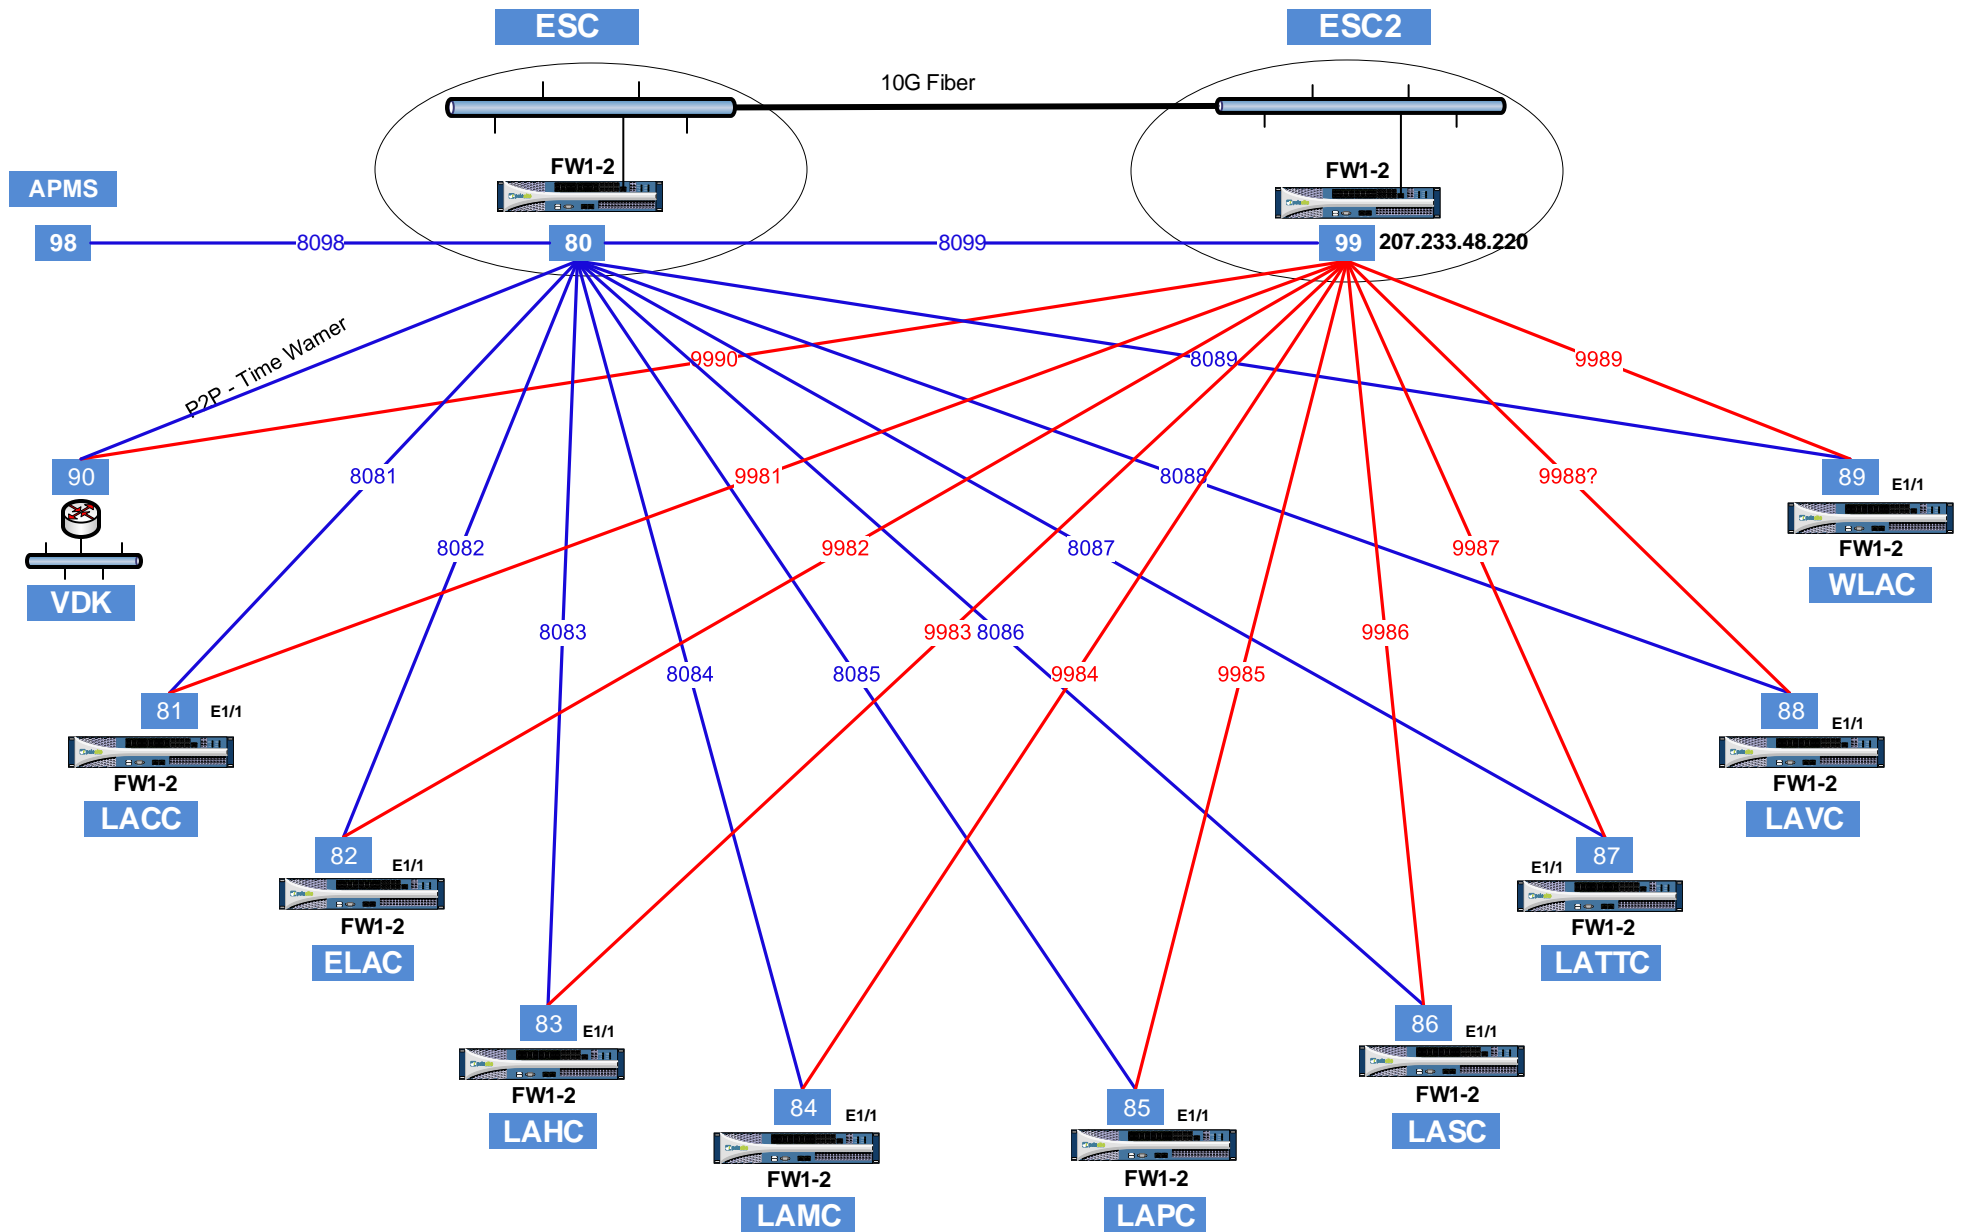 ESC
ESC2
10G Fiber
FW1-2
FW1-2
APMS
98
8098
80
8099
99
207.233.48.220
P2P - Time Warner
9990
8089
9989
90
8081
9981
8088
9988?
89
E1/1
FW1-2
WLAC
VDK
8082
9982
8087
9987
8083
9983
8086
9986
8084
8085
9984
9985
81
E1/1
FW1-2
LACC
88
E1/1
FW1-2
LAVC
82
E1/1
FW1-2
ELAC
87
E1/1
FW1-2
LATTC
83
E1/1
FW1-2
LAHC
86
E1/1
FW1-2
LASC
84
E1/1
FW1-2
LAMC
85
E1/1
FW1-2
LAPC